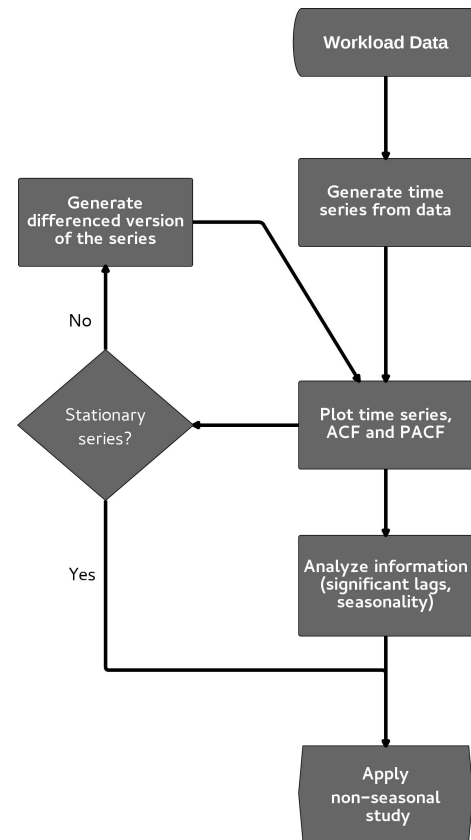 Workload Data
Generate time
series from data
Generate
differenced version
of the series
No
Stationary
series?
Plot time series,
ACF and PACF
Yes
Analyze information
(significant lags,
seasonality)
Apply
non-seasonal
study